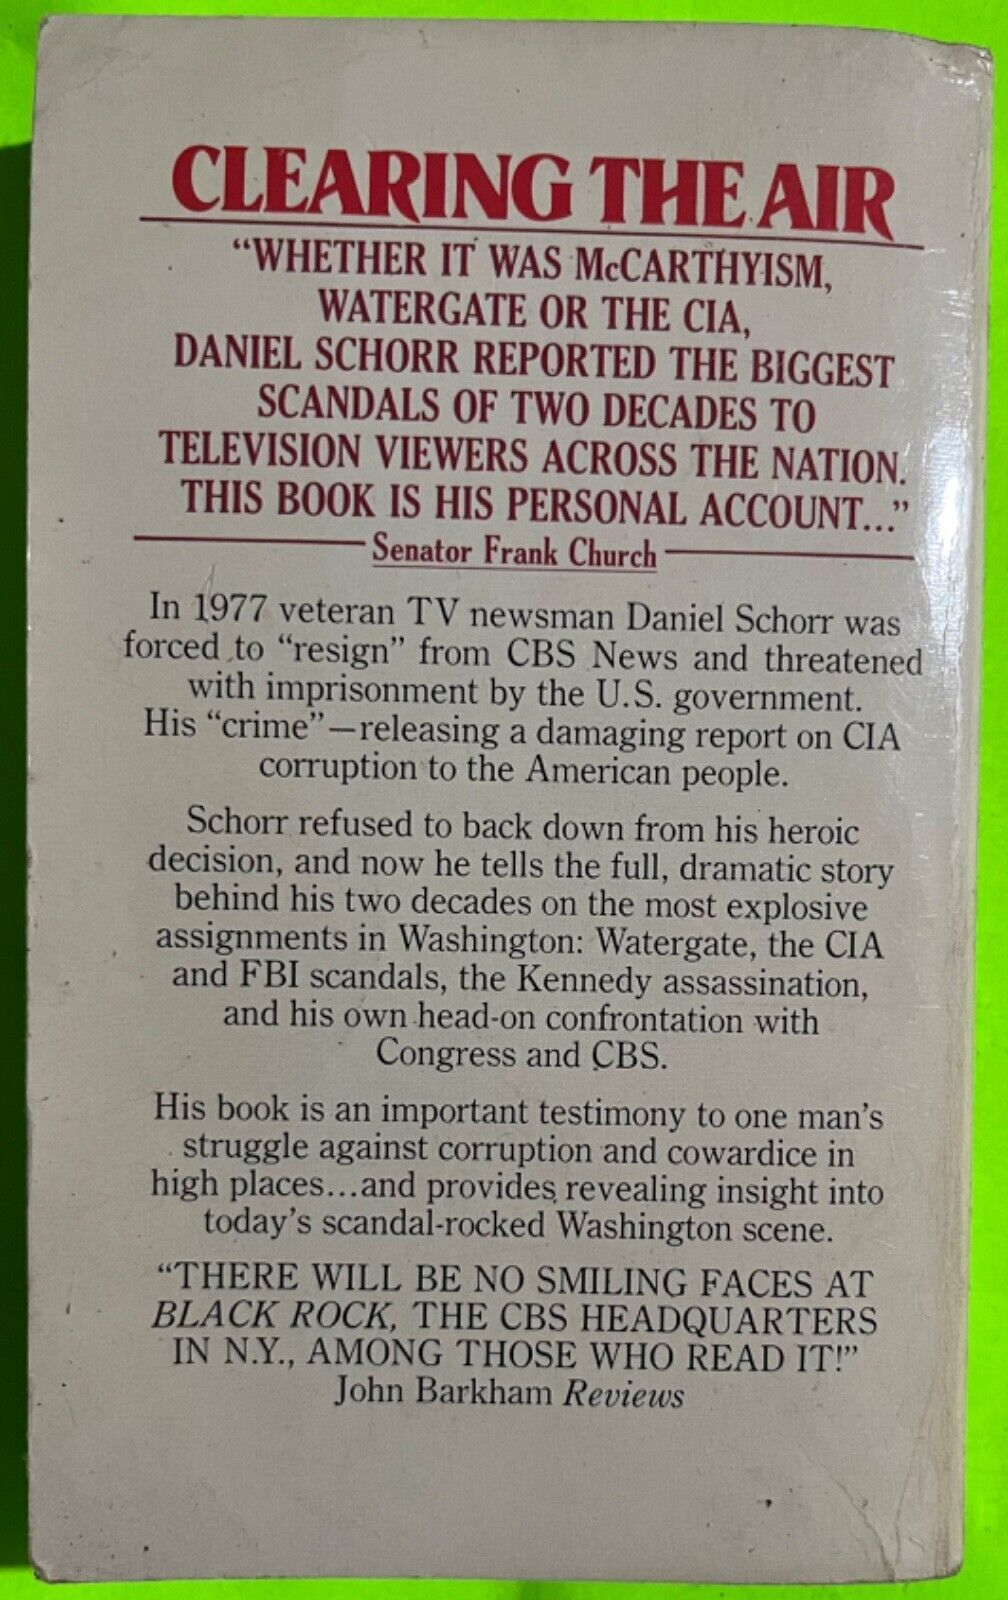 CLEARING THE AIR
“WHETHER IT WAS McCARTHYISM,
WATERGATE OR THE CIA,
DANIEL SCHORR REPORTED THE BIGGEST
SCANDALS OF TWO DECADES TO
TELEVISION VIEWERS ACROSS THE NATION.
THIS BOOK IS HIS PERSONAL ACCOUNT...”
Senator Frank Church
In 1977 veteran TV newsman Daniel Schorr was
forced to “resign” from CBS News and threatened
with imprisonment by the U.S. government.
His “crime”—releasing a damaging report on CIA
corruption to the American people.
Schorr refused to back down from his heroic
decision, and now he tells the full, dramatic story
behind his two decades on the most explosive
assignments in Washington: Watergate, the CIA
and FBI scandals, the Kennedy assassination,
and his own head-on confrontation with
Congress and CBS.
His book is an important testimony to one man’s
struggle against corruption and cowardice in
high places...and provides revealing insight into
today’s scandal-rocked Washington scene.
“THERE WILL BE NO SMILING FACES AT
BLACK ROCK, THE CBS HEADQUARTERS
IN N.Y., AMONG THOSE WHO READ IT!”
John Barkham Reviews